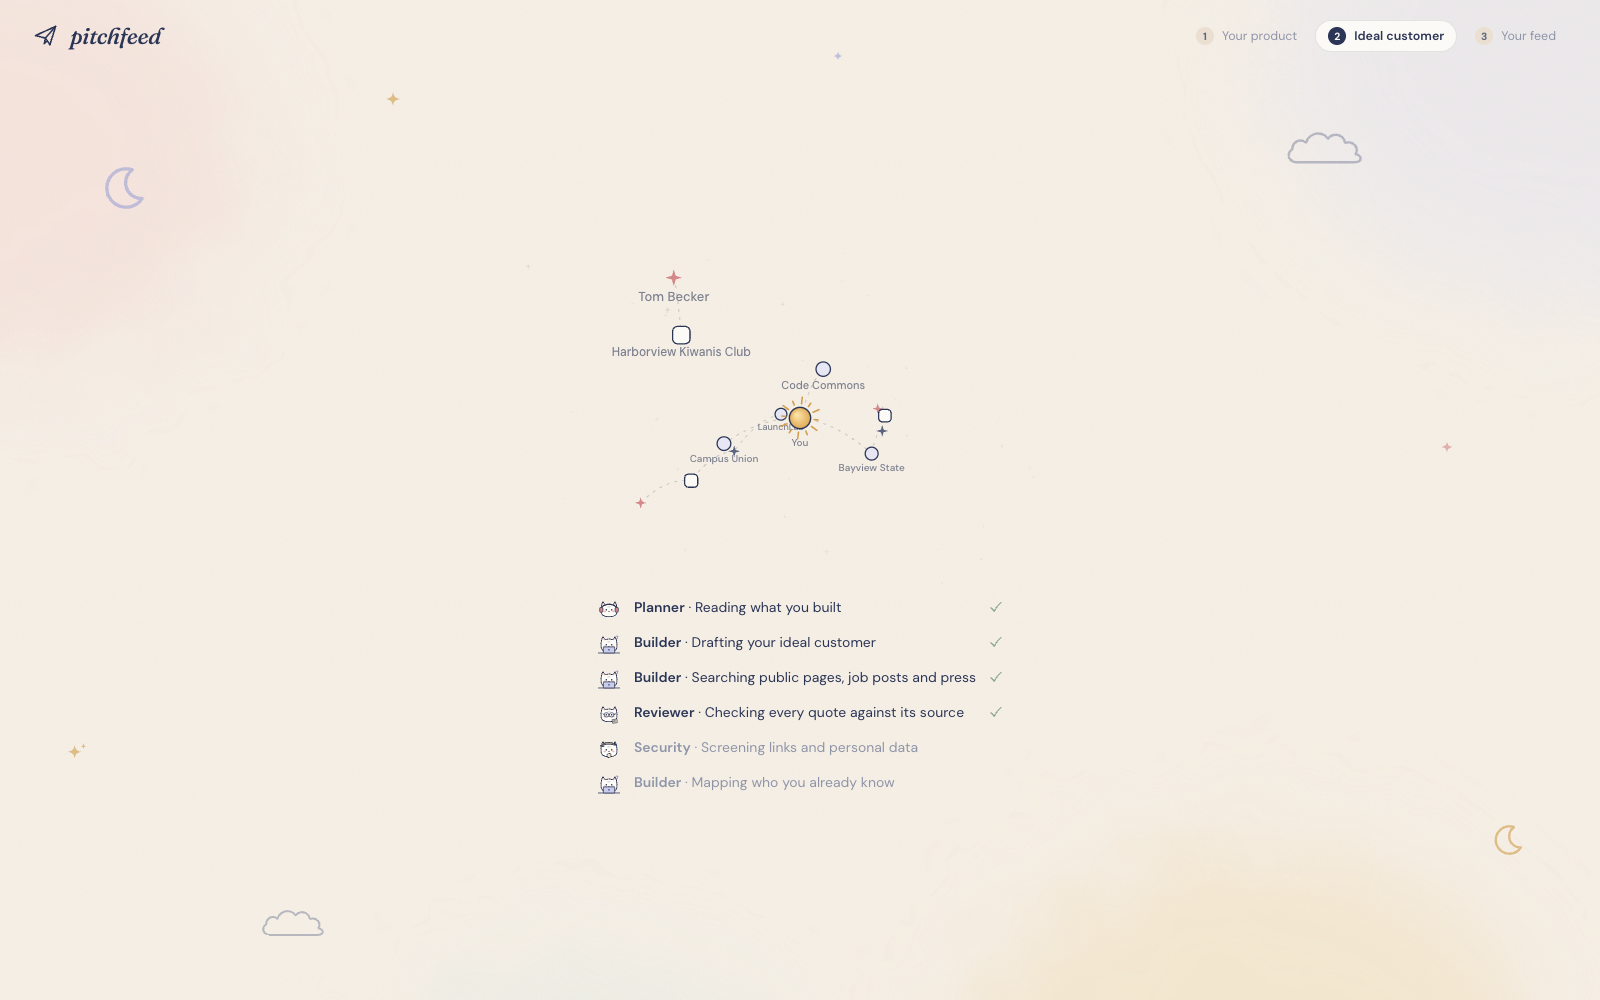 pitchfeed
1 Your product
2 Ideal customer
3 Your feed
Tom Becker
Harborview Kiwanis Club
Code Commons
You
Campus Union
Bayview State
Planner · Reading what you built
Builder · Drafting your ideal customer
Builder · Searching public pages, job posts and press
Reviewer · Checking every quote against its source
Security · Screening links and personal data
Builder · Mapping who you already know